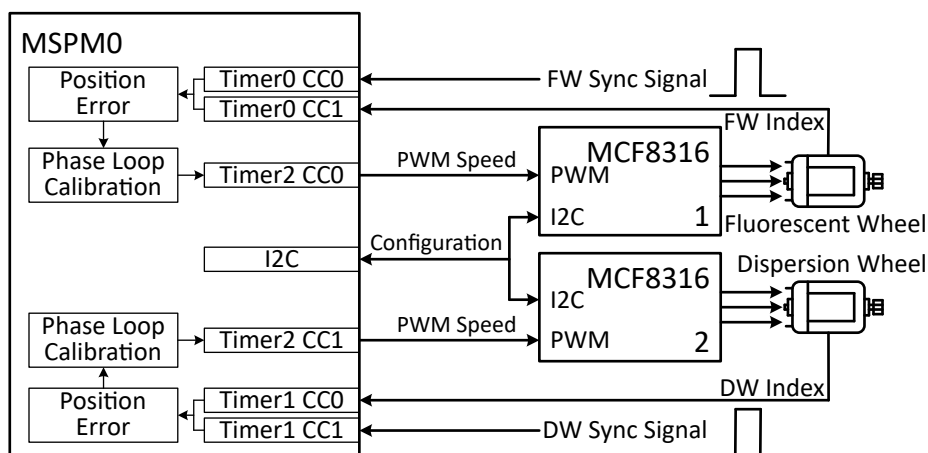 MSPM0
Position
Error
Timer0 CC0
Timer0 CC1
FW Sync Signal
FW Index
Phase Loop
Calibration
Timer2 CC0
PWM Speed
MCF8316
PWM
I2C
1
Fluorescent Wheel
I2C
Configuration
Dispersion Wheel
MCF8316
I2C
PWM
2
Phase Loop
Calibration
Timer2 CC1
PWM Speed
DW Index
Position
Error
Timer1 CC0
Timer1 CC1
DW Sync Signal